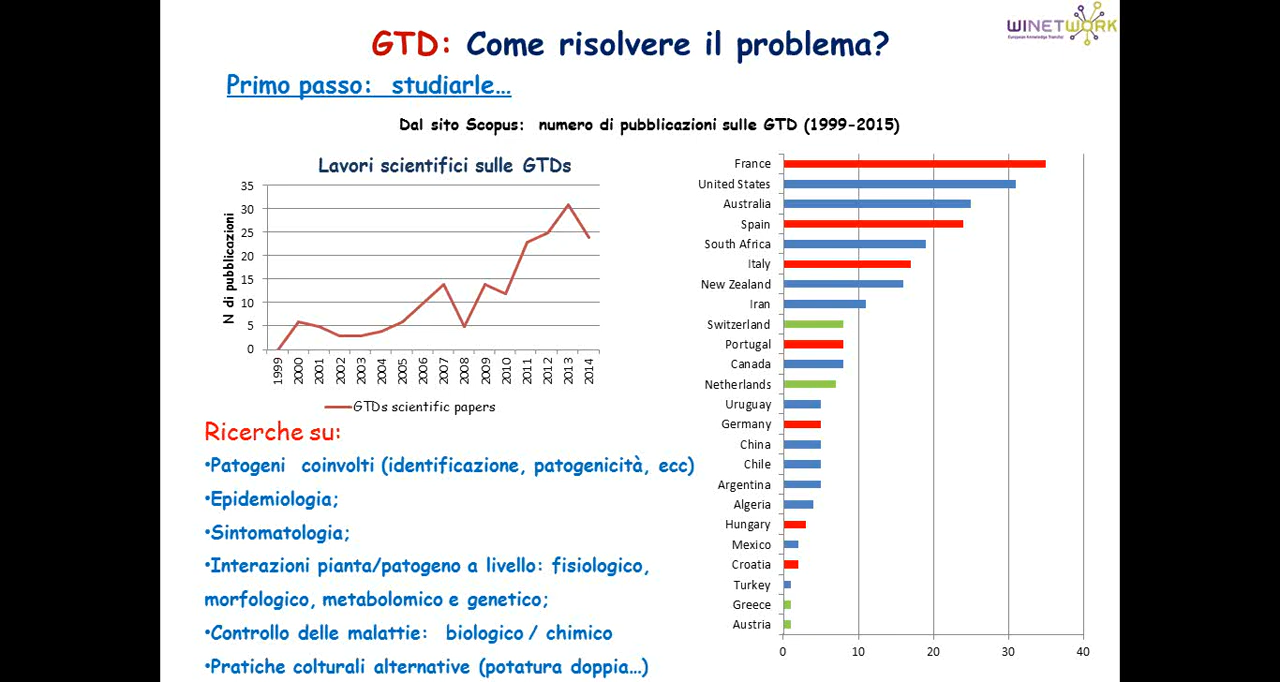 WINETWORK
GTD: Come risolvere il problema?
Primo passo: studiarle...
Dal sito Scopus: numero di pubblicazioni sulle GTD (1999-2015)
Lavori scientifici sulle GTDs
N di pubblicazioni
35
30
25
20
15
10
5
0
1999
2000
2001
2002
2003
2004
2005
2006
2007
2008
2009
2010
2011
2012
2013
2014
GTDs scientific papers
France
United States
Australia
Spain
South Africa
Italy
New Zealand
Iran
Switzerland
Portugal
Canada
Netherlands
Uruguay
Germany
China
Chile
Argentina
Algeria
Hungary
Mexico
Croatia
Turkey
Greece
Austria
0 10 20 30 40
Ricerche su:
•Patogeni coinvolti (identificazione, patogenicità, ecc)
•Epidemiologia;
•Sintomatologia;
•Interazioni pianta/patogeno a livello: fisiologico,
morfologico, metabolomico e genetico;
•Controllo delle malattie: biologico / chimico
•Pratiche colturali alternative (potatura doppia...)